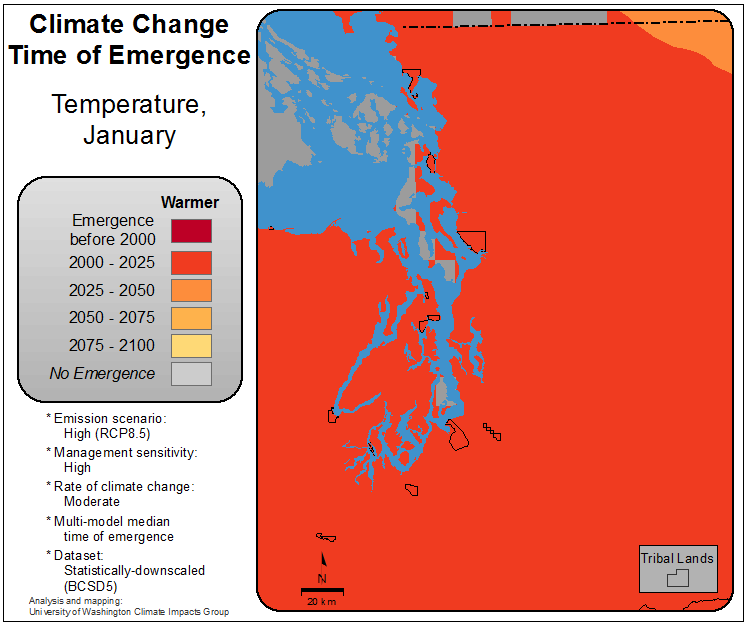 Climate Change
Time of Emergence
Temperature,
January
Warmer
Emergence
before 2000
2000 - 2025
2025 - 2050
2050 - 2075
2075 - 2100
No Emergence
* Emission scenario:
High (RCP8.5)
* Management sensitivity:
High
* Rate of climate change:
Moderate
* Multi-model median
time of emergence
* Dataset:
Statistically-downscaled
(BCSD5)
Analysis and mapping:
University of Washington Climate Impacts Group
N
20 km
Tribal Lands